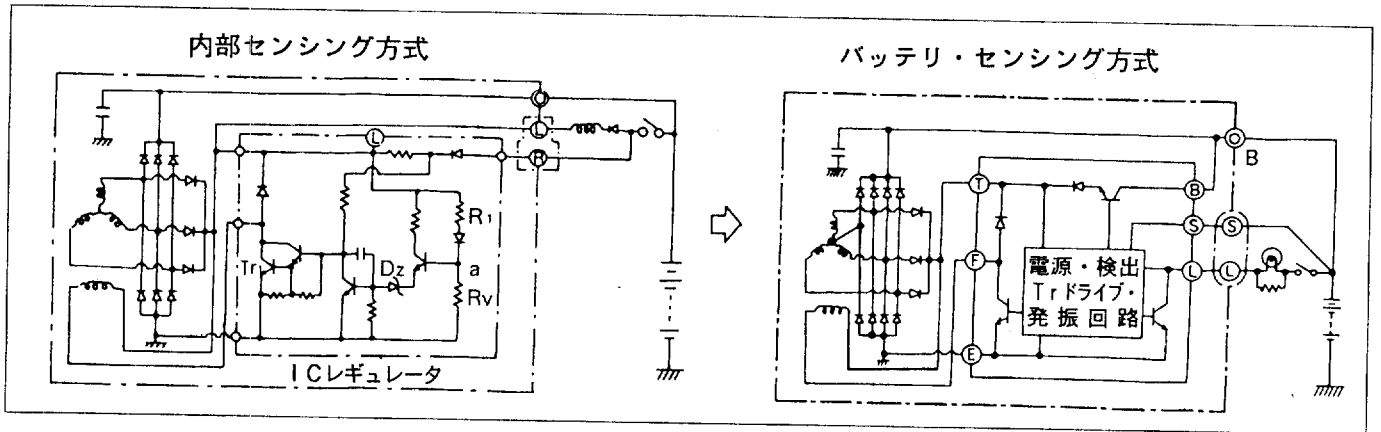 内部センシング方式
L
L
R
R1
a
Tr
Dz
Rv
ICレギュレータ
バッテリ・センシング方式
B
T
B
S
S
F
電源・検出
Trドライブ・
発振回路
L
L
E